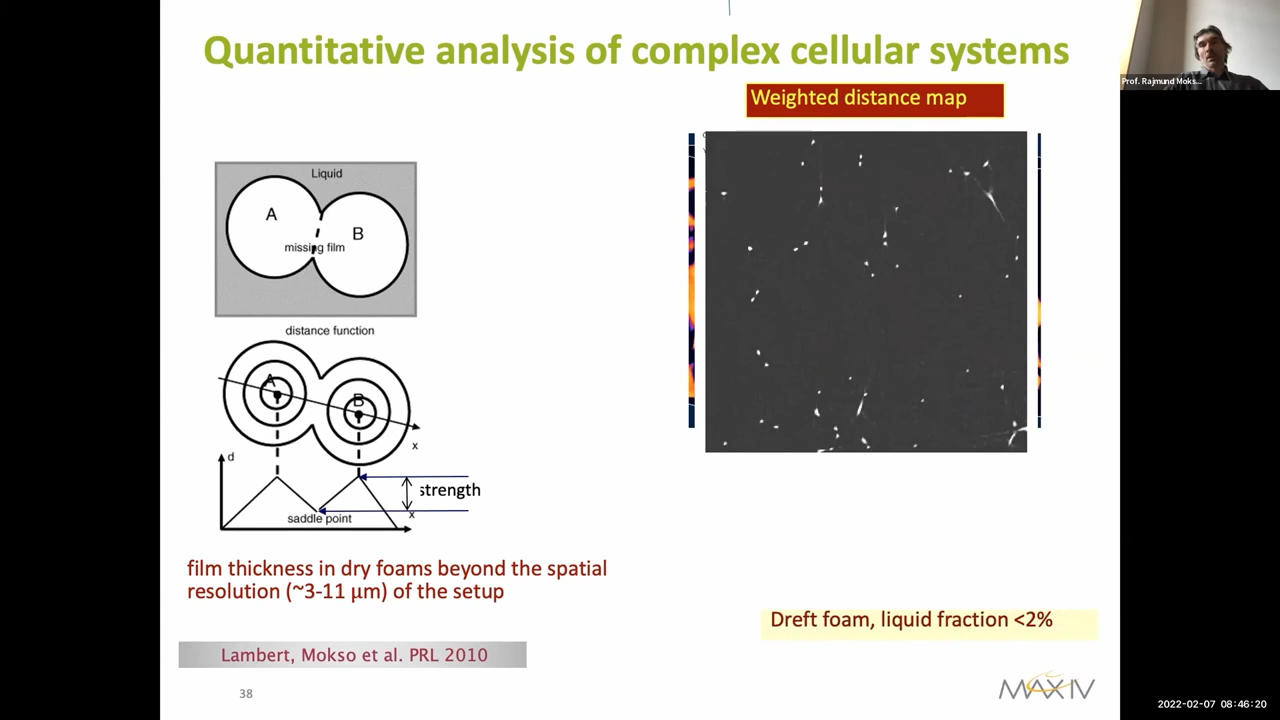 Quantitative analysis of complex cellular systems
Prof. Rajmund Moks...
Weighted distance map
Liquid
A
B
missing film
distance function
A
B
x
d
strength
x
saddle point
film thickness in dry foams beyond the spatial
resolution (~3-11 µm) of the setup
Dreft foam, liquid fraction <2%
Lambert, Mokso et al. PRL 2010
38
MAXIV
2022-02-07 08:46:20